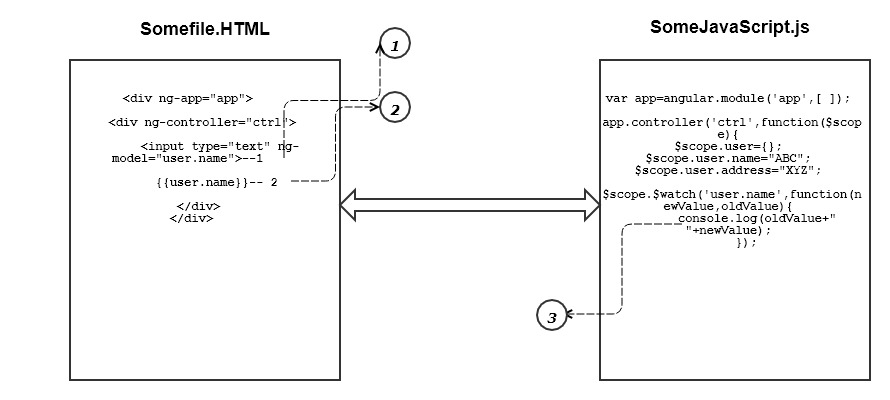 Somefile.HTML
<div ng-app="app">
<div ng-controller="ctrl">
<input type="text" ng-
model="user.name">--1
{{user.name}}-- 2
</div>
</div>
1
2
SomeJavaScript.js
var app=angular.module('app',[ ]);
app.controller('ctrl',function($scop
e){
$scope.user={};
$scope.user.name="ABC";
$scope.user.address="XYZ";
$scope.$watch('user.name',function(n
ewValue,oldValue){
console.log(oldValue+"
"+newValue);
});
3